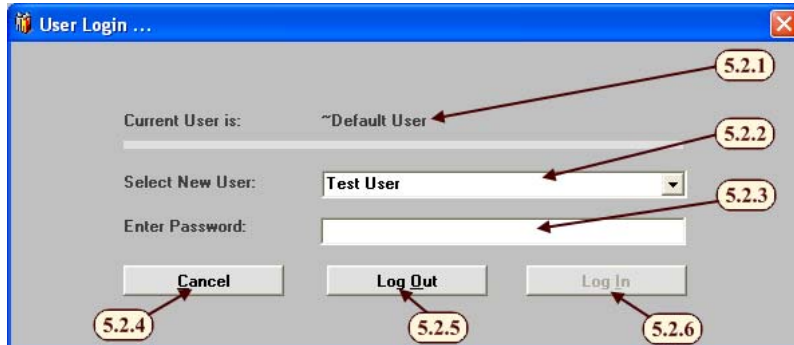 User Login ...
5.2.1
Current User is: ~Default User
5.2.2
Select New User: Test User
5.2.3
Enter Password:
Cancel Log Out Log In
5.2.4 5.2.5 5.2.6